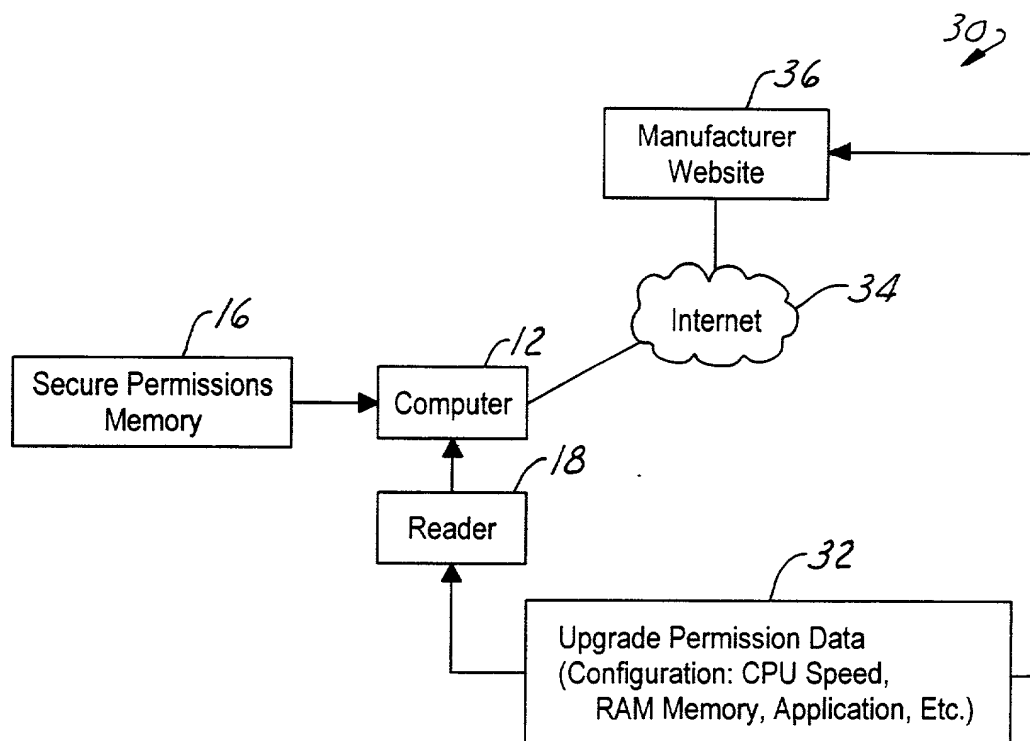 30
36
Manufacturer
Website
34
Internet
16
Secure Permissions
Memory
12
Computer
18
Reader
32
Upgrade Permission Data
(Configuration: CPU Speed,
RAM Memory, Application, Etc.)